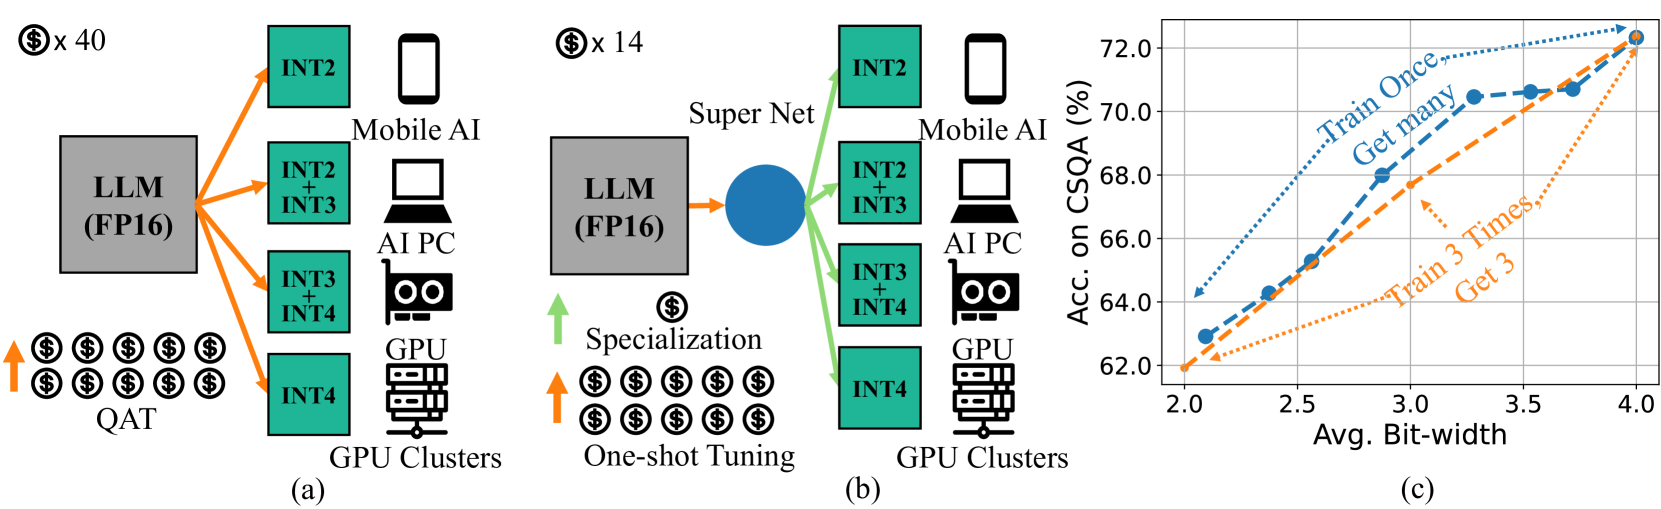 $ x 40
LLM
(FP16)
INT2
Mobile AI
INT2
+
INT3
AI PC
INT3
+
INT4
GPU
INT4
GPU Clusters
$ $ $ $ $
$ $ $ $ $
QAT
(a)
$ x 14
LLM
(FP16)
Super Net
INT2
Mobile AI
INT2
+
INT3
AI PC
INT3
+
INT4
GPU
INT4
GPU Clusters
$
Specialization
$ $ $ $ $
$ $ $ $ $
One-shot Tuning
(b)
Acc. on CSQA (%)
72.0
70.0
68.0
66.0
64.0
62.0
Train Once,
Get many
Train 3 Times,
Get 3
2.0 2.5 3.0 3.5 4.0
Avg. Bit-width
(c)